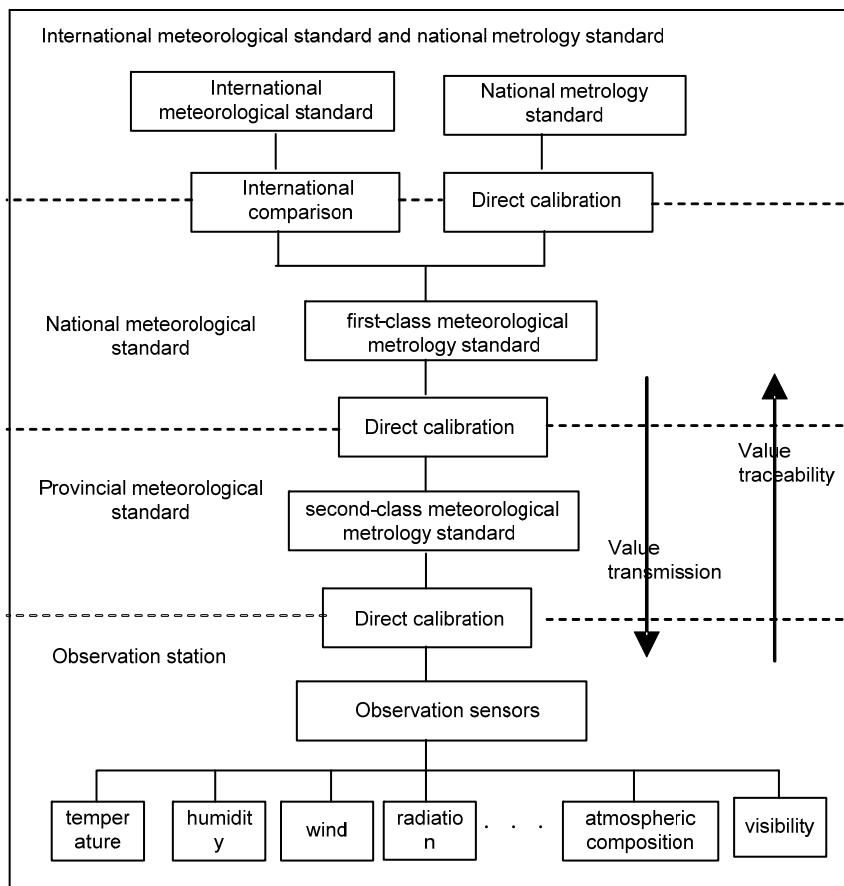 International meteorological standard and national metrology standard
International
meteorological standard
National metrology
standard
International
comparison
Direct calibration
National meteorological
standard
first-class meteorological
metrology standard
Direct calibration
Value
traceability
Provincial meteorological
standard
second-class meteorological
metrology standard
Value
transmission
Direct calibration
Observation station
Observation sensors
temper
ature
humidit
y
wind
radiatio
n
. . .
atmospheric
composition
visibility